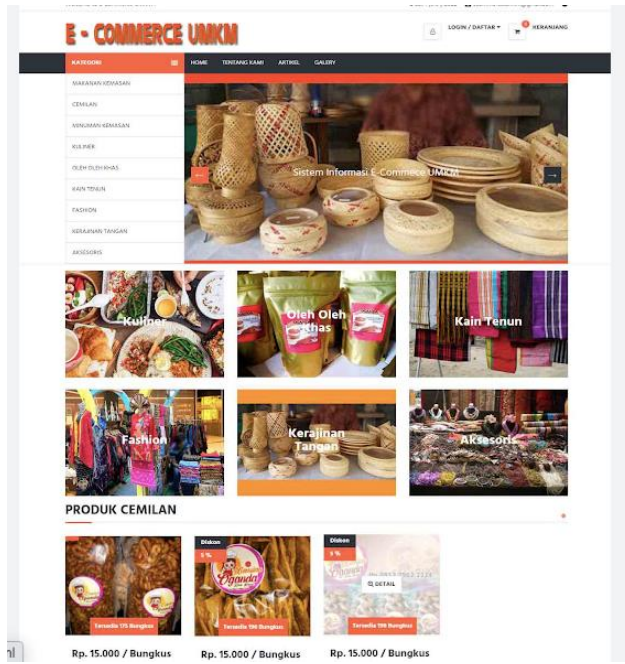 E - COMMERCE UMKM
LOGIN / DAFTAR
0
KERANJANG
KATEGORI
HOME
TENTANG KAMI
ARTIKEL
GALERY
MAKANAN KEMASAN
CEMILAN
MINUMAN KEMASAN
KULINER
OLEH OLEH KHAS
KAIN TENUN
FASHION
KERAJINAN TANGAN
AKSESORIS
Sistem Informasi E-Commece UMKM
Kuliner
Oleh Oleh
Khas
Kain Tenun
Fashion
Kerajinan
Tangan
Aksesoris
PRODUK CEMILAN
Tersedia 175 Bungkus
Rp. 15.000 / Bungkus
Diskon
5 %
Oganda
Tersedia 198 Bungkus
Rp. 15.000 / Bungkus
Diskon
5 %
DETAIL
Tersedia 198 Bungkus
Rp. 15.000 / Bungkus